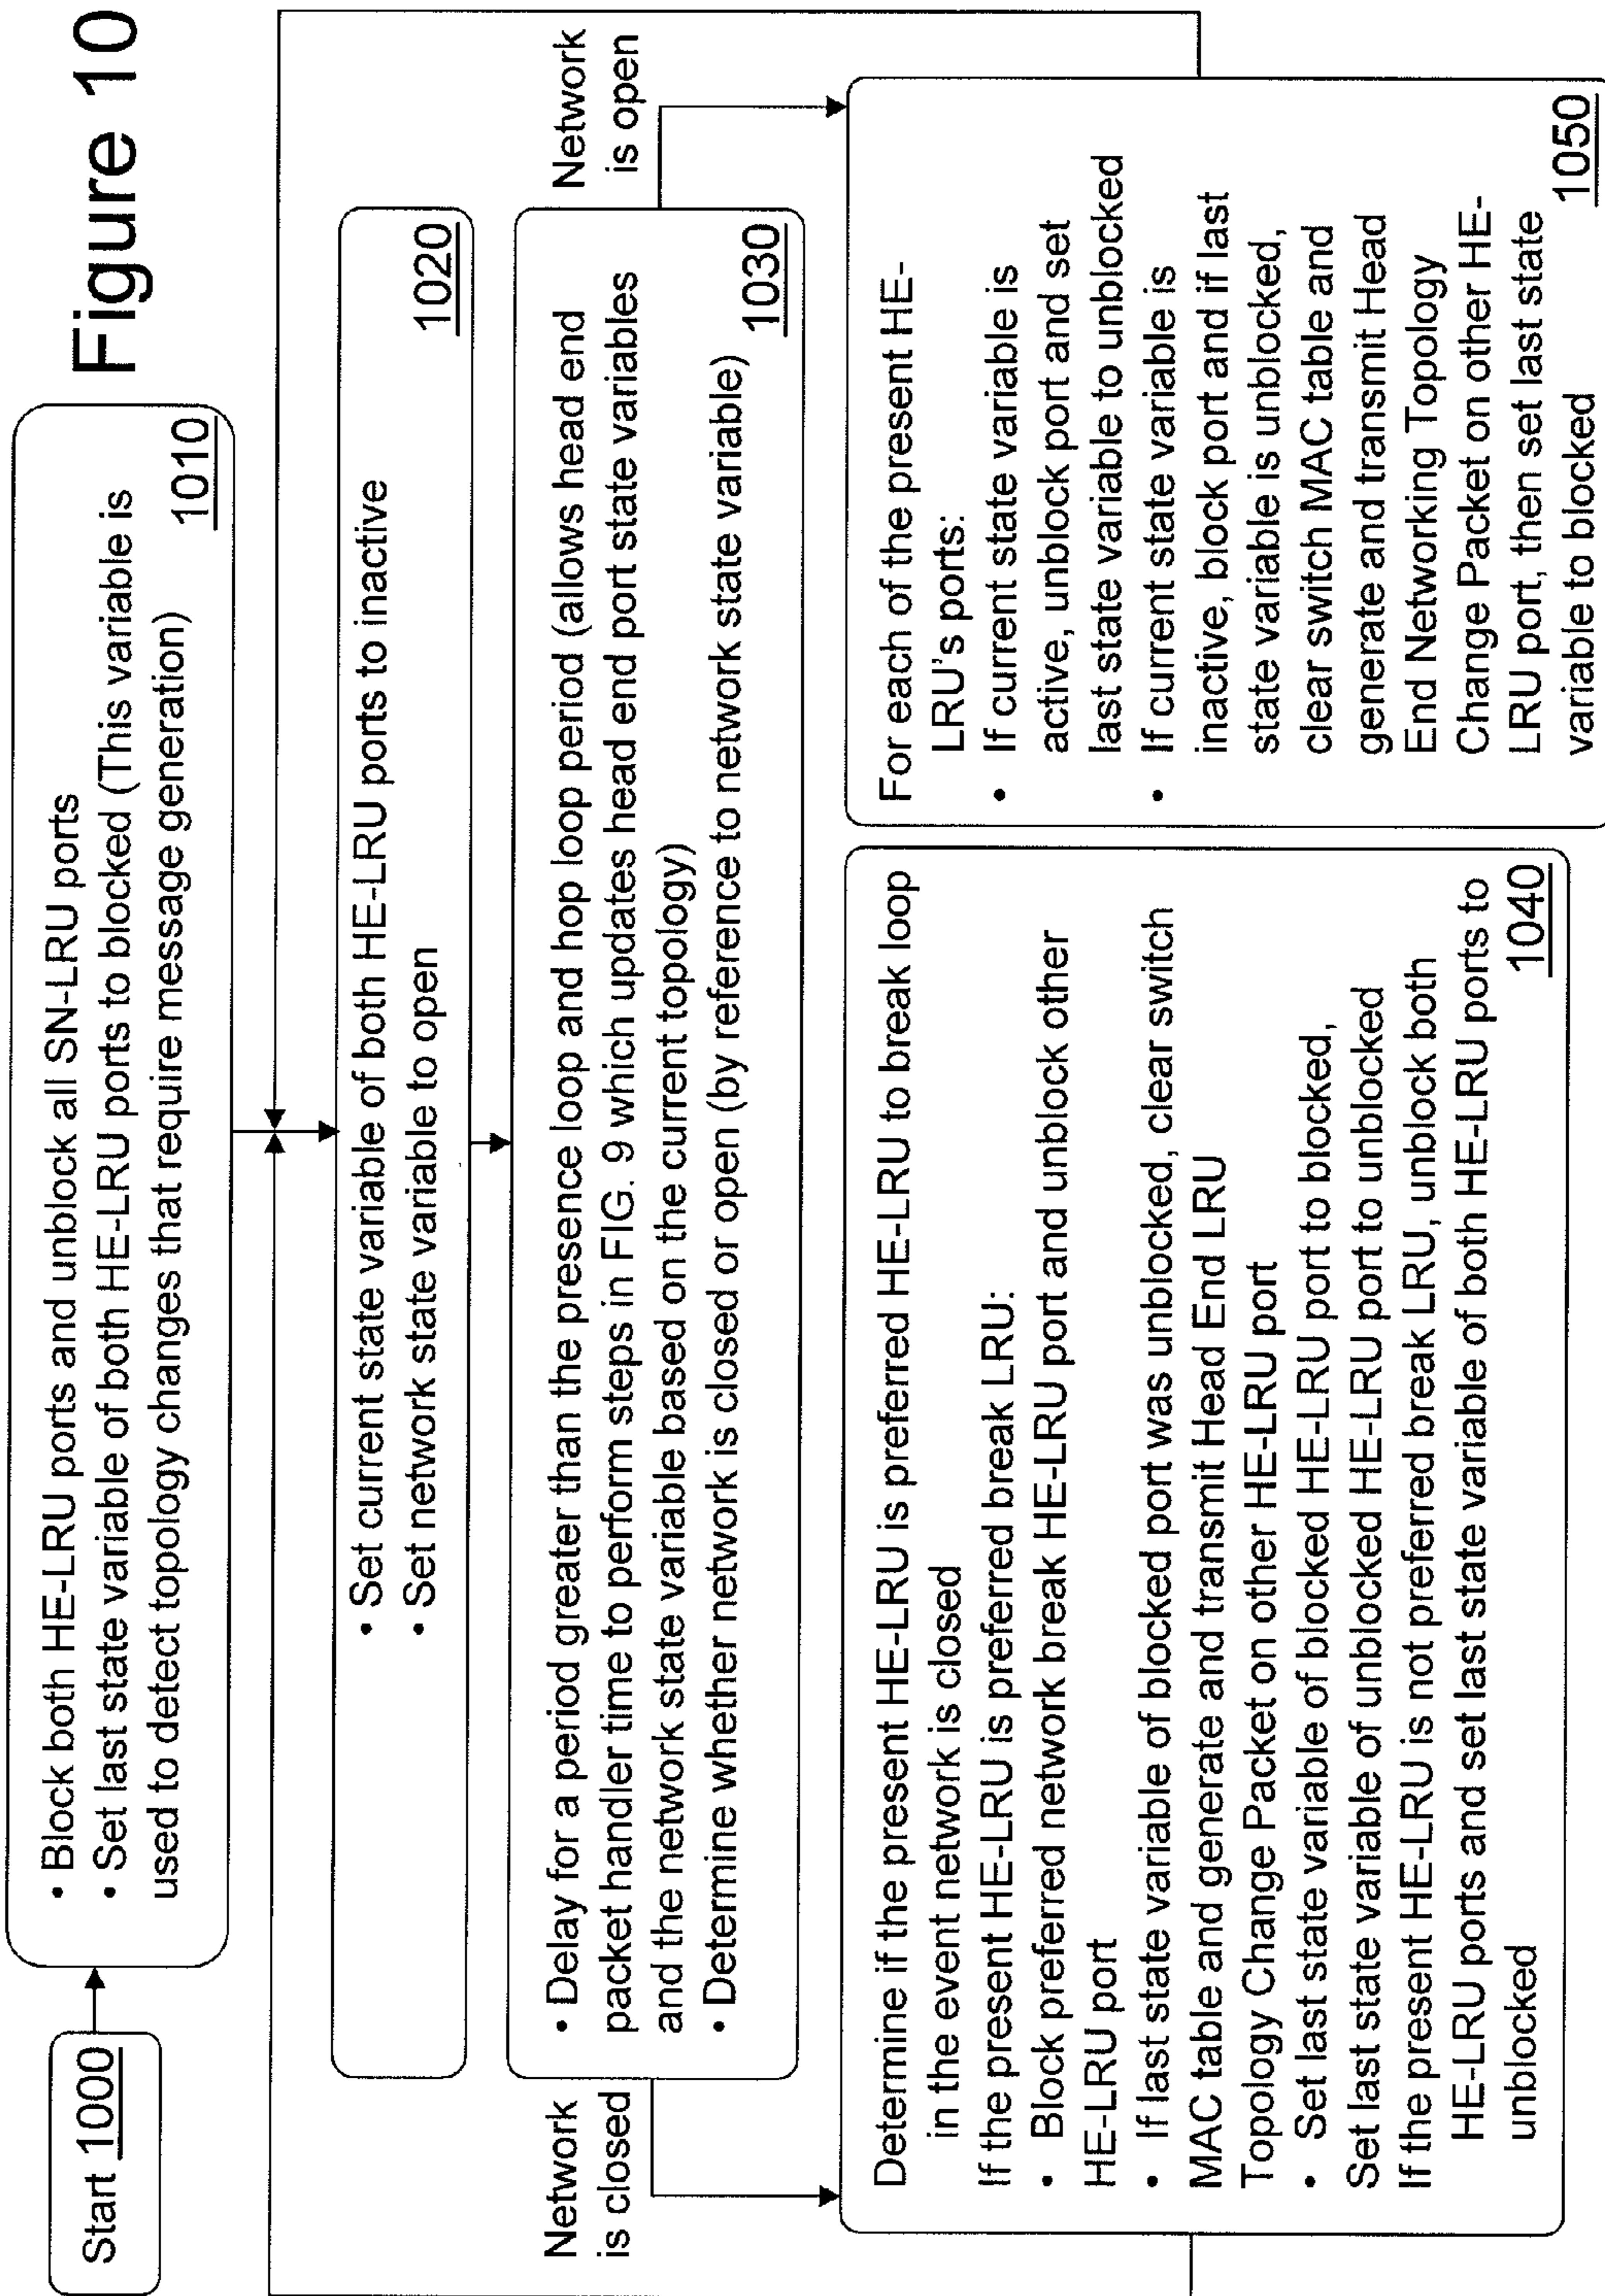 Figure 10
Start 1000
• Block both HE-LRU ports and unblock all SN-LRU ports
• Set last state variable of both HE-LRU ports to blocked (This variable is
used to detect topology changes that require message generation)
1010
• Set current state variable of both HE-LRU ports to inactive
• Set network state variable to open
1020
• Delay for a period greater than the presence loop and hop loop period (allows head end
packet handler time to perform steps in FIG. 9 which updates head end port state variables
and the network state variable based on the current topology)
• Determine whether network is closed or open (by reference to network state variable)
1030
Network
is closed
Network
is open
Determine if the present HE-LRU is preferred HE-LRU to break loop
in the event network is closed
If the present HE-LRU is preferred break LRU:
• Block preferred network break HE-LRU port and unblock other
HE-LRU port
• If last state variable of blocked port was unblocked, clear switch
MAC table and generate and transmit Head End LRU
Topology Change Packet on other HE-LRU port
• Set last state variable of blocked HE-LRU port to blocked,
Set last state variable of unblocked HE-LRU port to unblocked
If the present HE-LRU is not preferred break LRU, unblock both
HE-LRU ports and set last state variable of both HE-LRU ports to
unblocked
1040
For each of the present HE-
LRU's ports:
• If current state variable is
active, unblock port and set
last state variable to unblocked
• If current state variable is
inactive, block port and if last
state variable is unblocked,
clear switch MAC table and
generate and transmit Head
End Networking Topology
Change Packet on other HE-
LRU port, then set last state
variable to blocked
1050